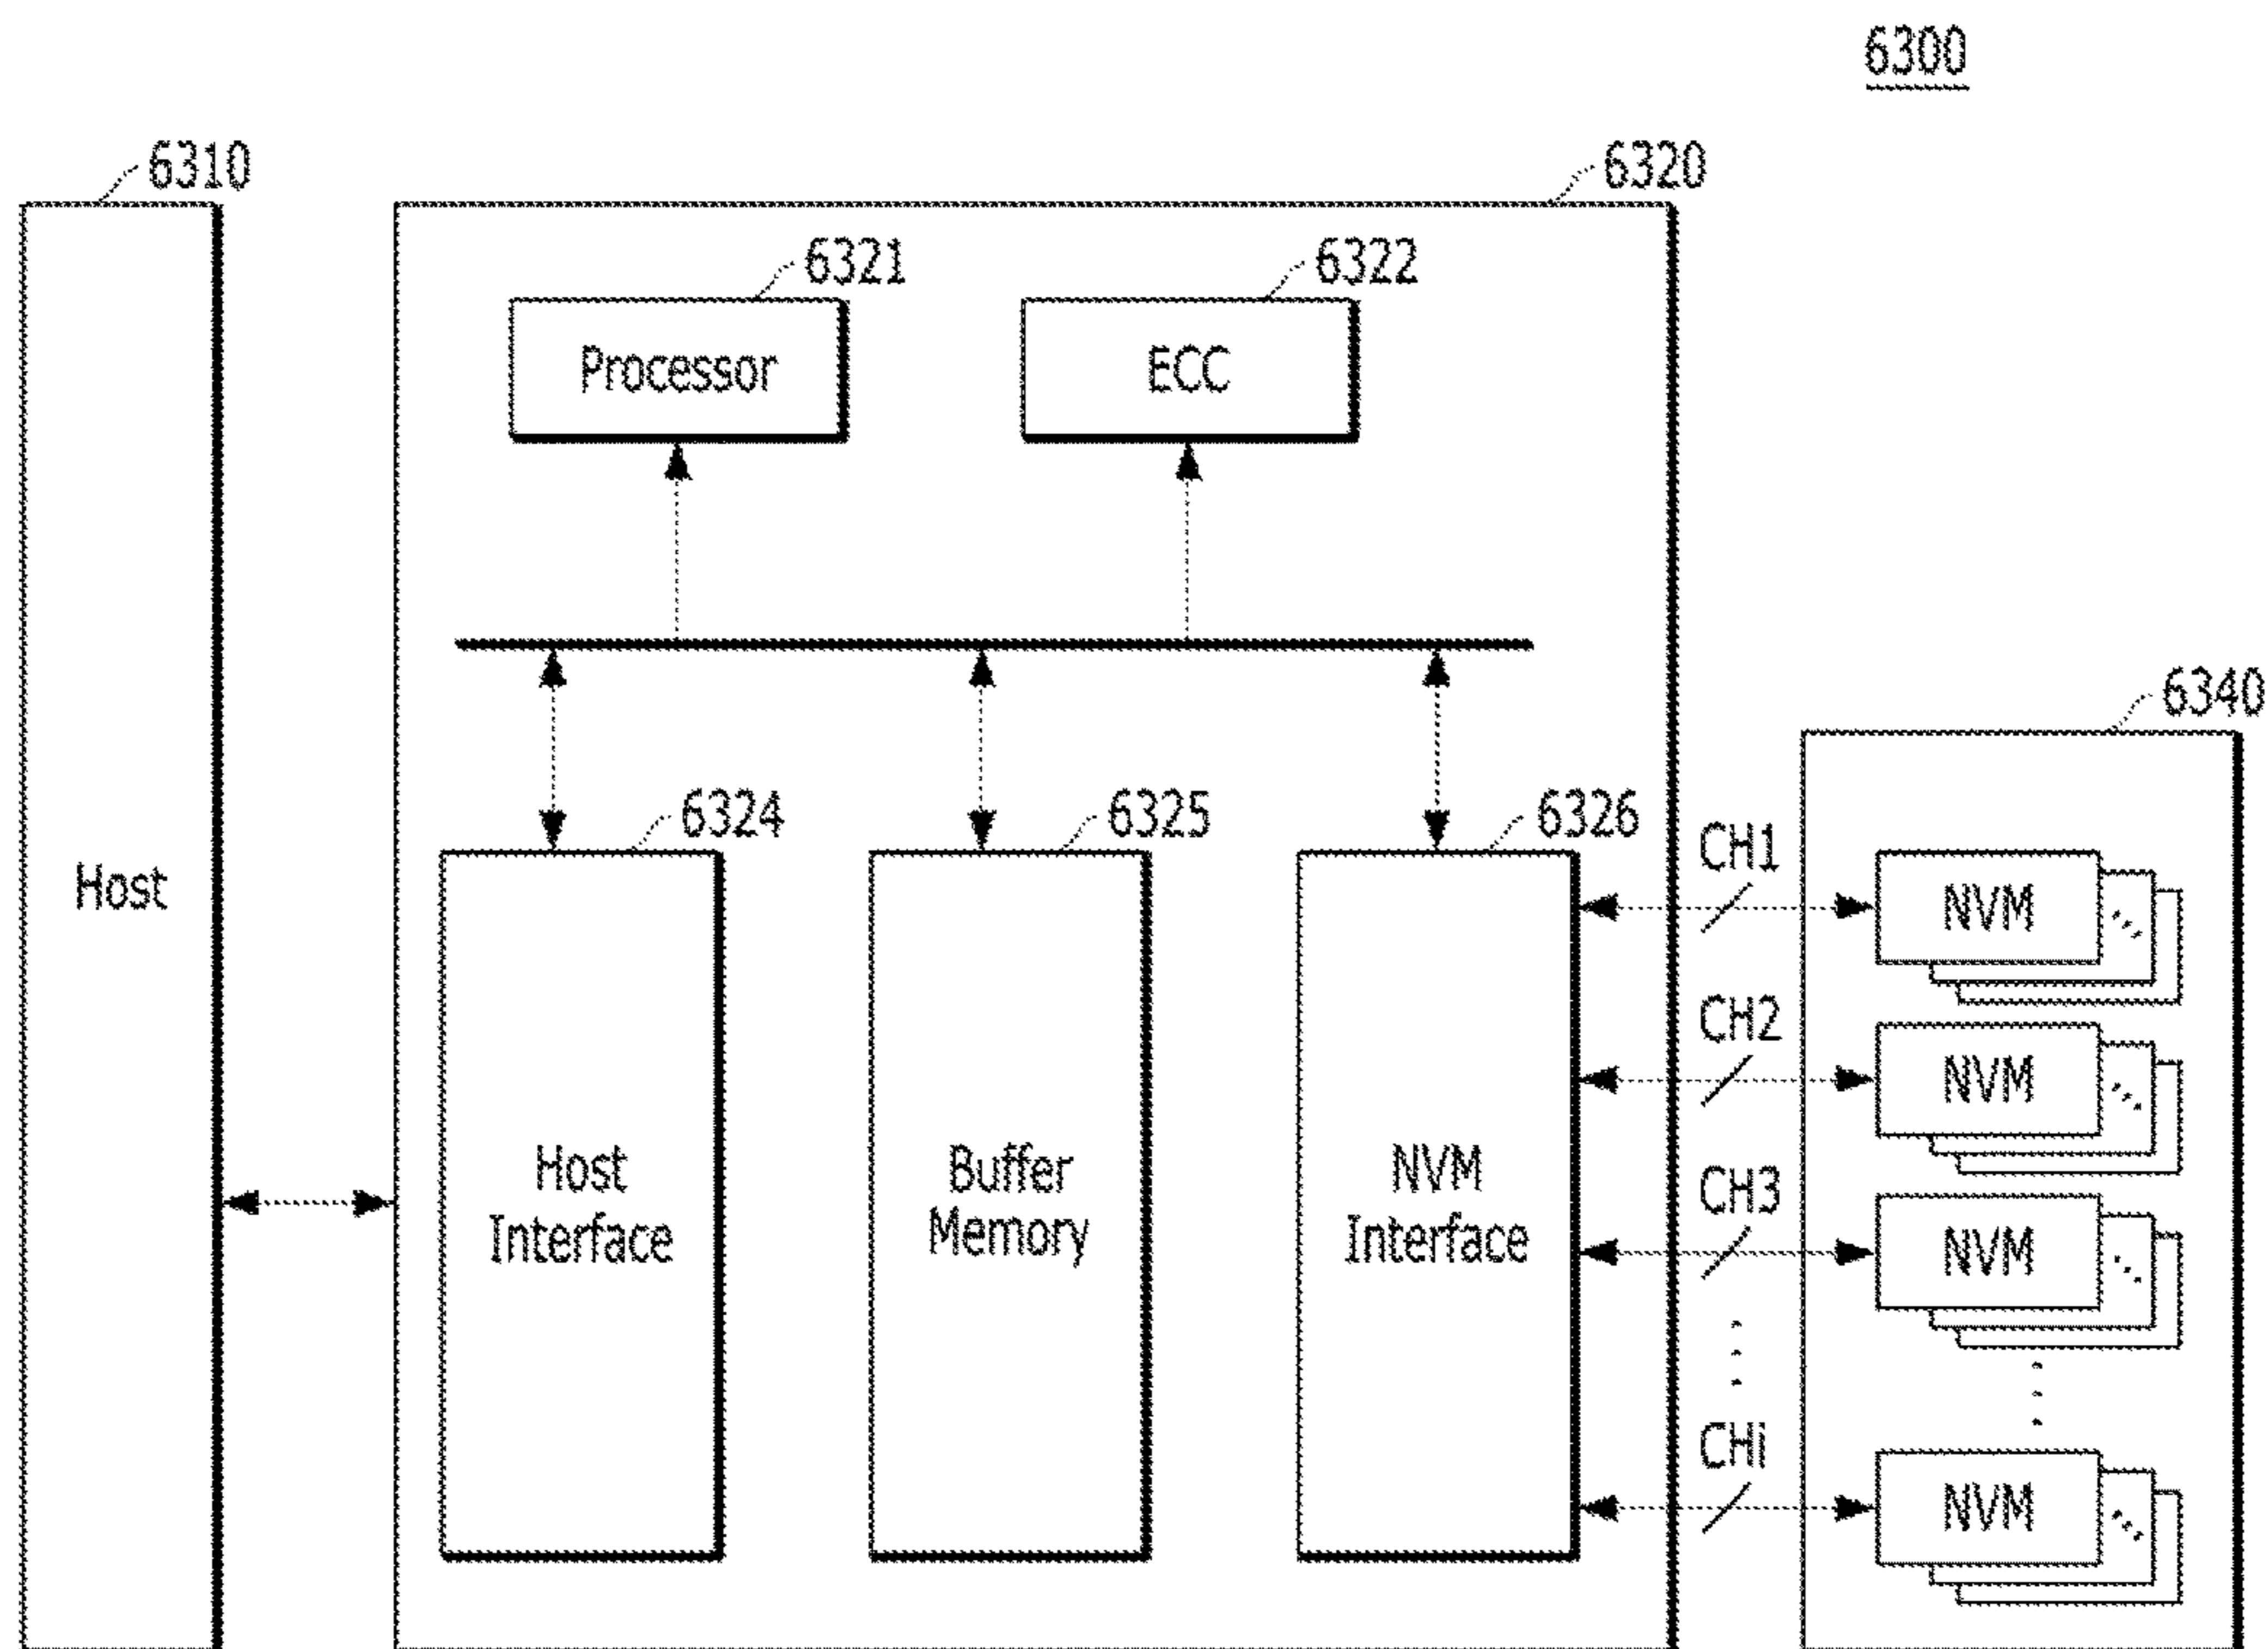 6300
6310
6320
6321
6322
Processor
ECC
6340
6324
6325
6326
CH1
Host
NVM
CH2
NVM
Host
Interface
Buffer
Memory
NVM
Interface
CH3
NVM
CHi
NVM